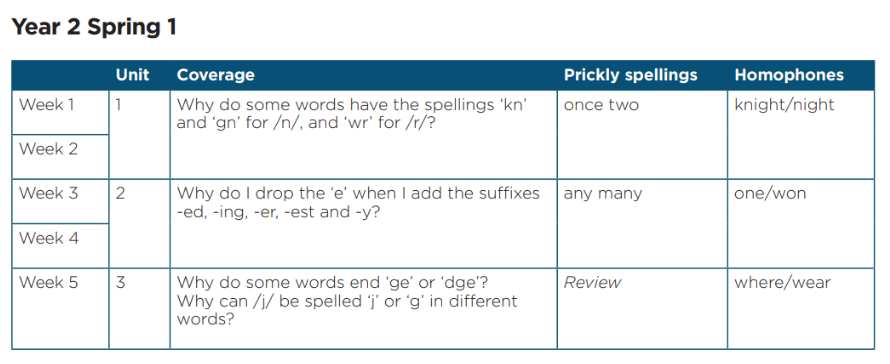 Year 2 Spring 1
Unit Coverage Prickly spellings Homophones
Week 1 1 Why do some words have the spellings ‘kn’ once two knight/night
and ‘gn’ for /n/, and ‘wr’ for /r/?
Week 2
Week 3 2 Why do I drop the ‘e’ when I add the suffixes any many one/won
-ed, -ing, -er, -est and -y?
Week 4
Week 5 3 Why do some words end ‘ge’ or ‘dge’? Review where/wear
Why can /j/ be spelled ‘j’ or ‘g’ in different
words?